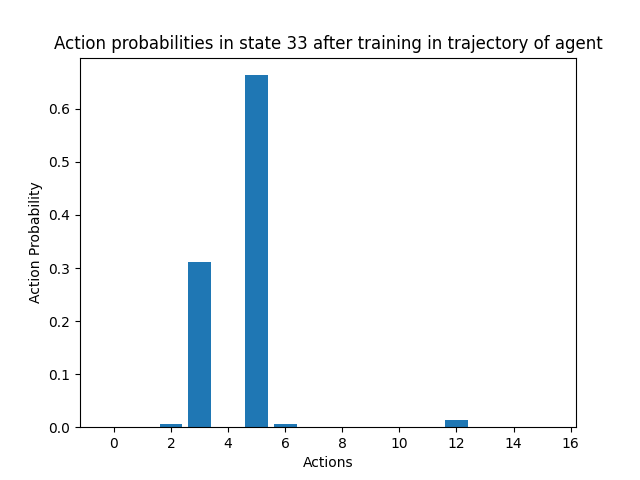 Action probabilities in state 33 after training in trajectory of agent
Action Probability
0.6
0.5
0.4
0.3
0.2
0.1
0.0
0 2 4 6 8 10 12 14 16
Actions